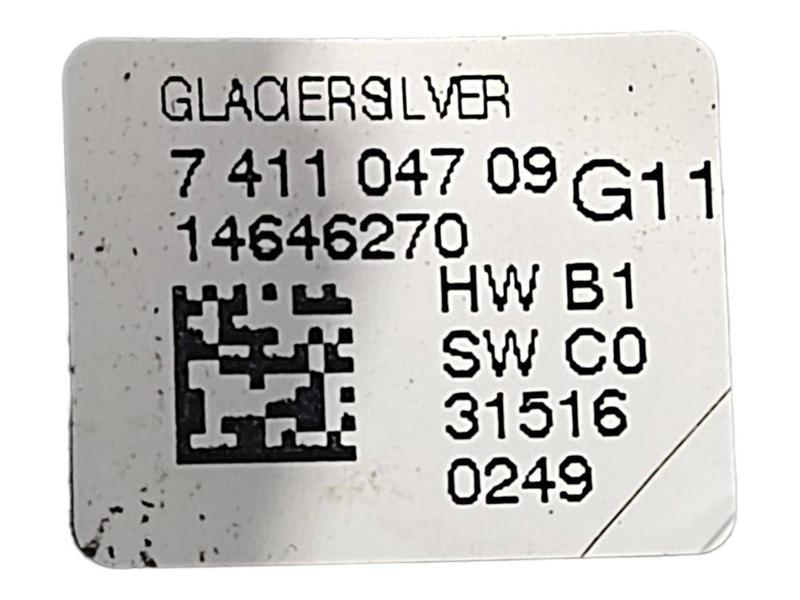 GLACIERSILVER
7 411 047 09 G11
14646270
HW B1
SW C0
31516
0249